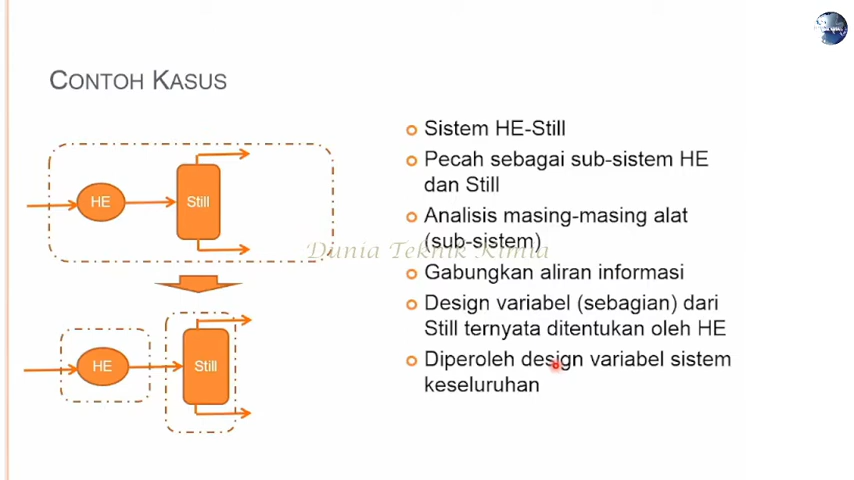 CONTOH KASUS
Sistem HE-Still
Pecah sebagai sub-sistem HE
dan Still
Analisis masing-masing alat
(sub-sistem)
Gabungkan aliran informasi
Design variabel (sebagian) dari
Still ternyata ditentukan oleh HE
Diperoleh design variabel sistem
keseluruhan
HE
Still
HE
Still
Dunia Teknik Kimia